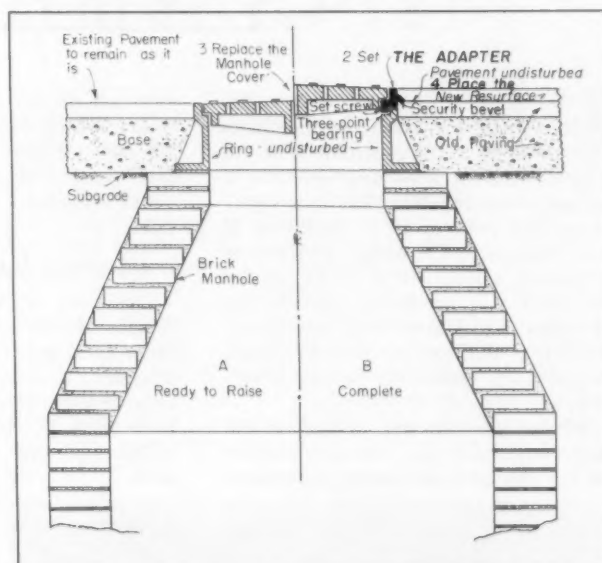 Existing Pavement
to remain as it
is
3 Replace the
Manhole
Cover
2 Set THE ADAPTER
Pavement undisturbed
4 Place the
New Resurface
Set screw
Security bevel
Three-point
bearing
Base
Ring - undisturbed
Old Paving
Subgrade
Brick
Manhole
A
Ready to Raise
B
Complete